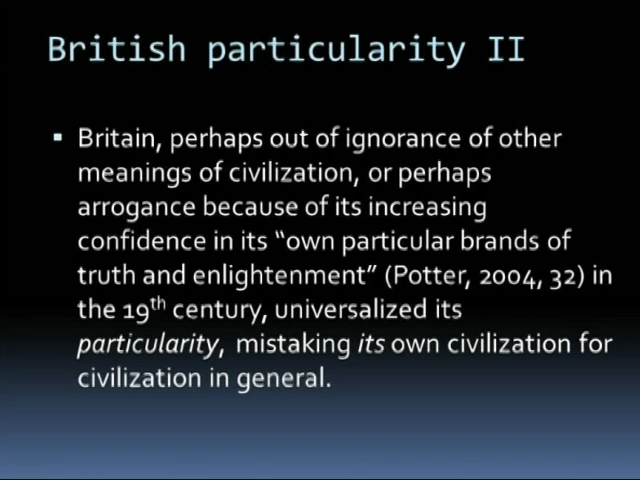 British particularity II
▪ Britain, perhaps out of ignorance of other
meanings of civilization, or perhaps
arrogance because of its increasing
confidence in its “own particular brands of
truth and enlightenment” (Potter, 2004, 32) in
the 19th century, universalized its
particularity, mistaking its own civilization for
civilization in general.